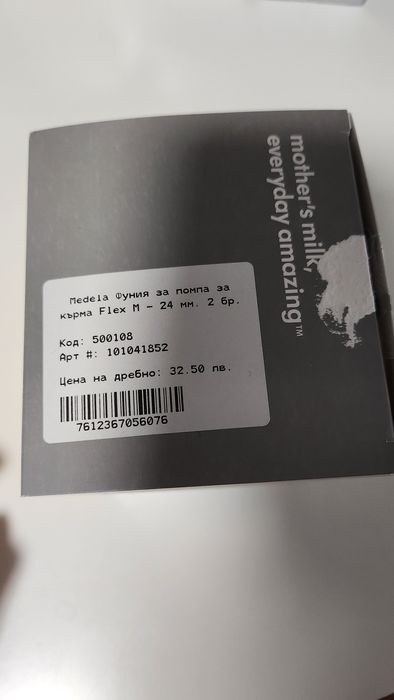 mother's milk,
everyday amazing™
Medela Фуния за помпа за
кърма Flex M - 24 мм. 2 бр.
Код: 500108
Арт #: 101041852
Цена на дребно: 32.50 лв.
7612367056076